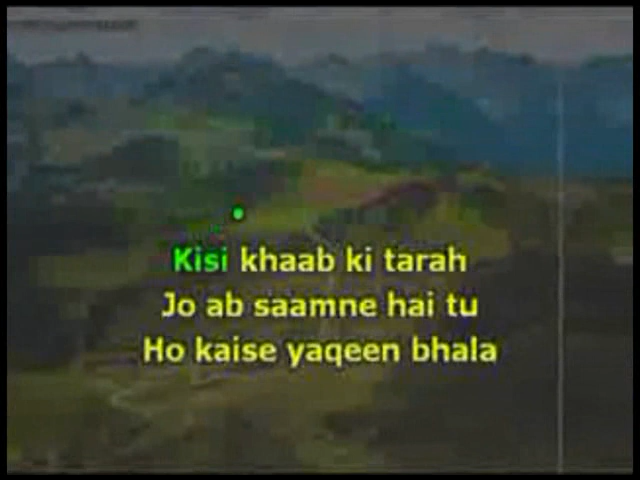 Kisi khaab ki tarah
Jo ab saamne hai tu
Ho kaise yaqeen bhala